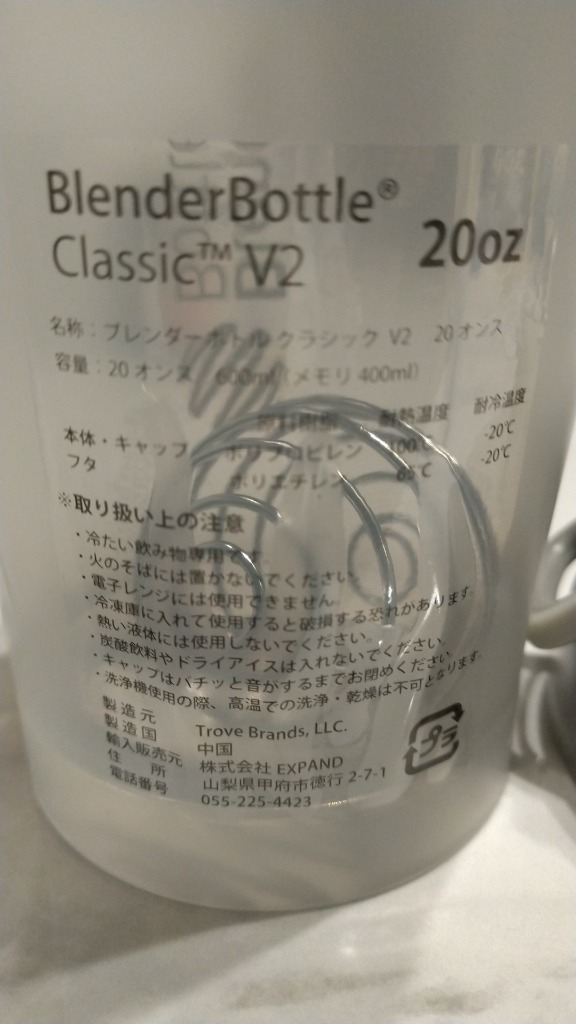 BlenderBottle®
Classic™ V2 20oz
名称：ブレンダーボトル クラシック V2 20オンス
容量：20オンス 600ml（メモリ 400ml）
原料樹脂 耐熱温度 耐冷温度
本体・キャップ ポリプロピレン 100℃ -20℃
フタ ポリエチレン 65℃ -20℃
※取り扱い上の注意
・冷たい飲み物専用です。
・火のそばには置かないでください。
・電子レンジには使用できません。
・冷凍庫に入れて使用すると破損する恐れがあります。
・熱い液体には使用しないでください。
・炭酸飲料やドライアイスは入れないでください。
・キャップはパチッと音がするまでお閉めください。
・洗浄機使用の際、高温での洗浄・乾燥は不可となります。
製造元 Trove Brands, LLC.
製造国 中国
輸入販売元 株式会社 EXPAND
住所 山梨県甲府市徳行 2-7-1
電話番号 055-225-4423
プラ